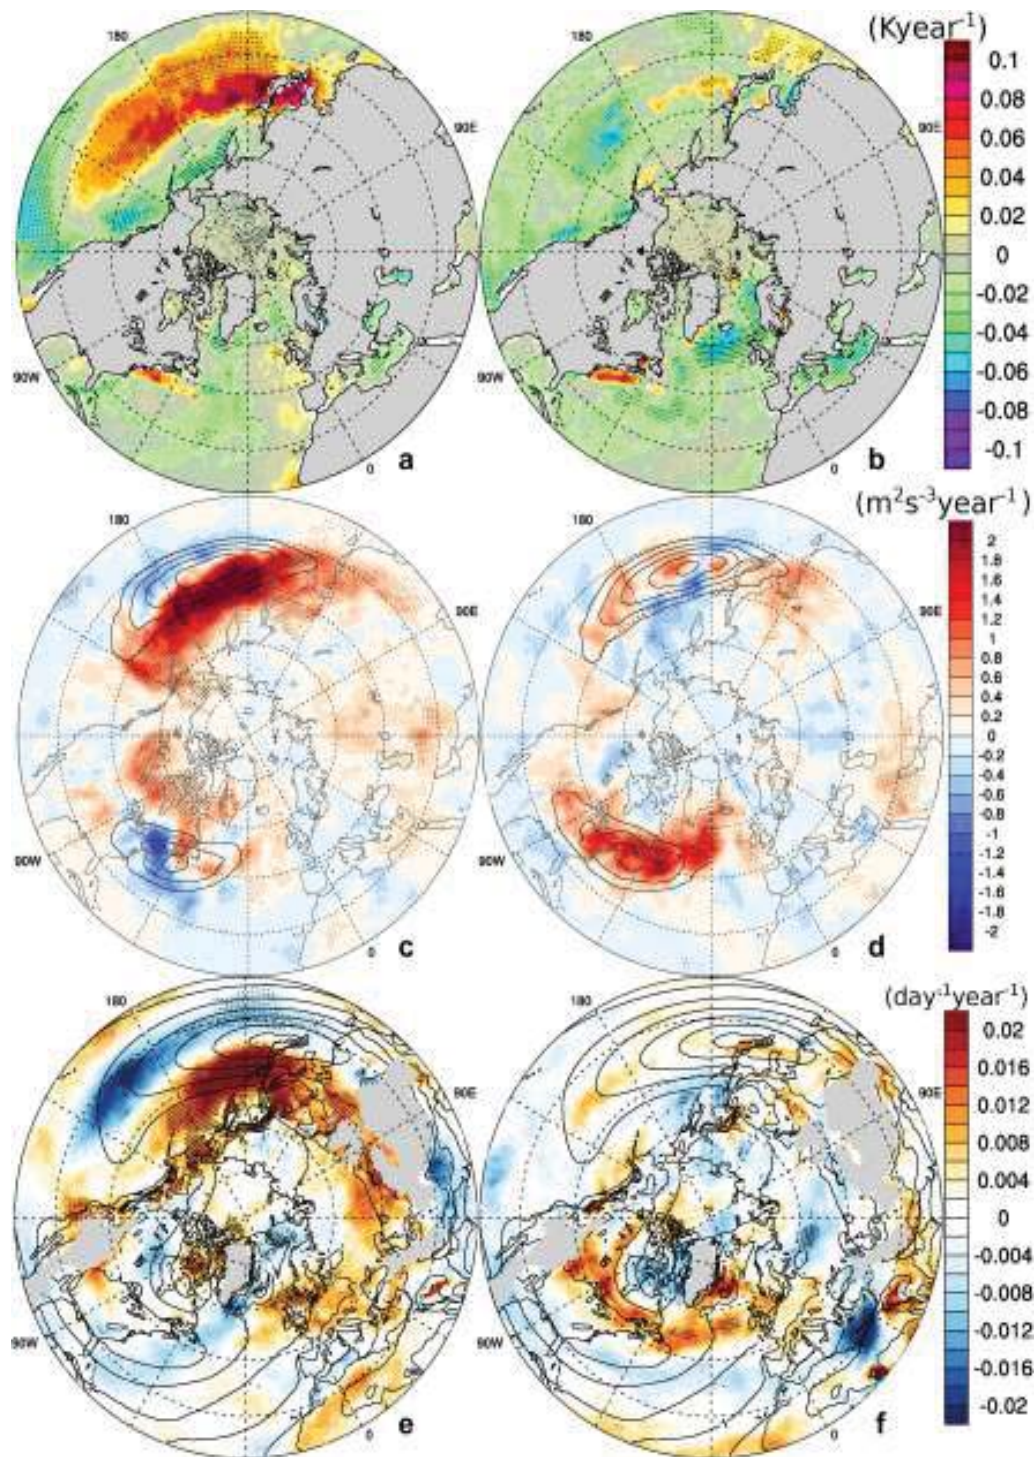 180
90E
90W
0
a
180
90E
90W
0
b
(Kyear⁻¹)
0.1
0.08
0.06
0.04
0.02
0
-0.02
-0.04
-0.06
-0.08
-0.1
180
90E
90W
0
c
180
90E
90W
0
d
(m²s⁻³year⁻¹)
2
1.8
1.6
1.4
1.2
1
0.8
0.6
0.4
0.2
0
-0.2
-0.4
-0.6
-0.8
-1
-1.2
-1.4
-1.6
-1.8
-2
180
90E
90W
0
e
180
90E
90W
0
f
(day⁻¹year⁻¹)
0.02
0.016
0.012
0.008
0.004
0
-0.004
-0.008
-0.012
-0.016
-0.02